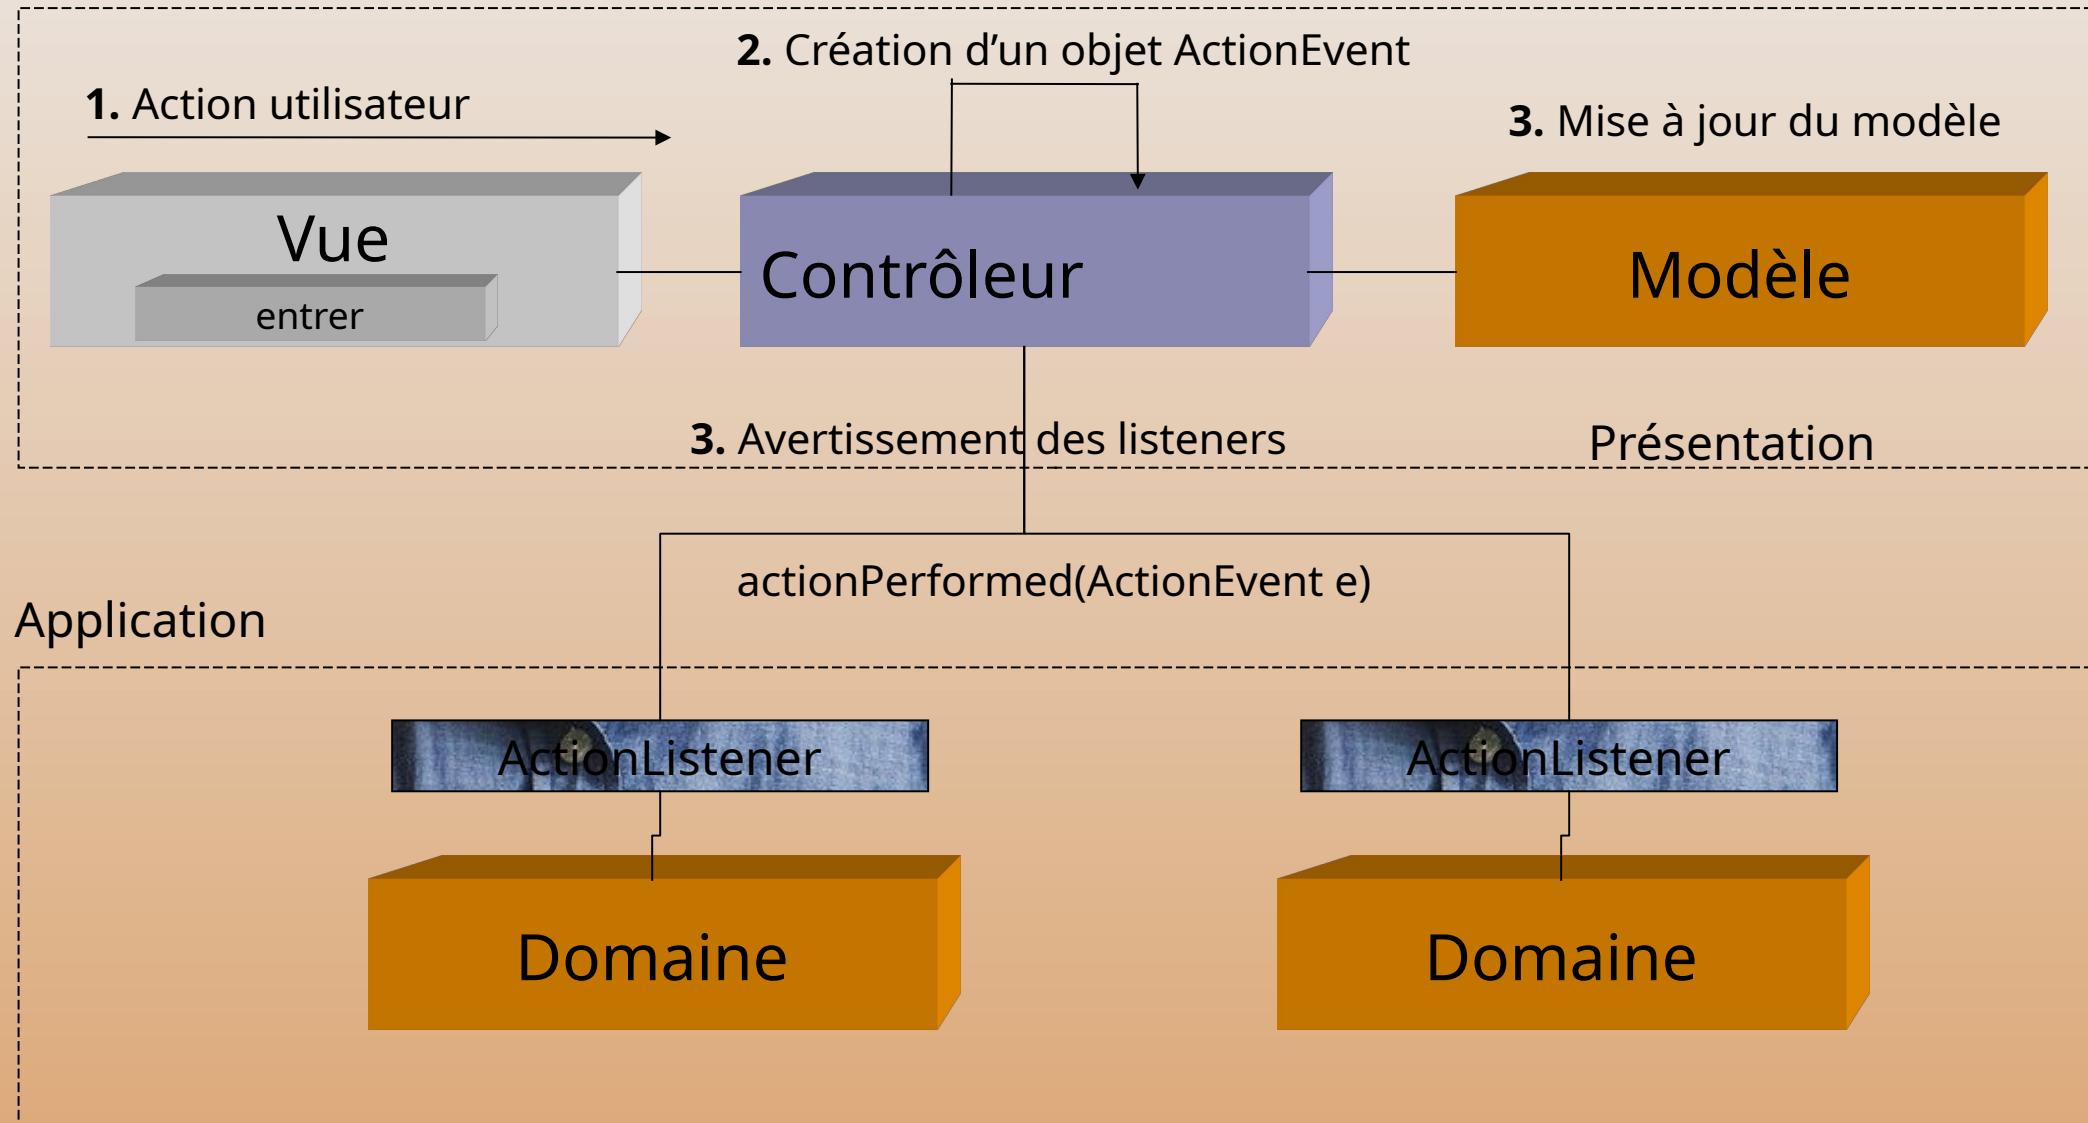 2. Création d’un objet ActionEvent
1. Action utilisateur
3. Mise à jour du modèle
Vue
entrer
Contrôleur
Modèle
3. Avertissement des listeners
Présentation
actionPerformed(ActionEvent e)
Application
ActionListener
ActionListener
Domaine
Domaine